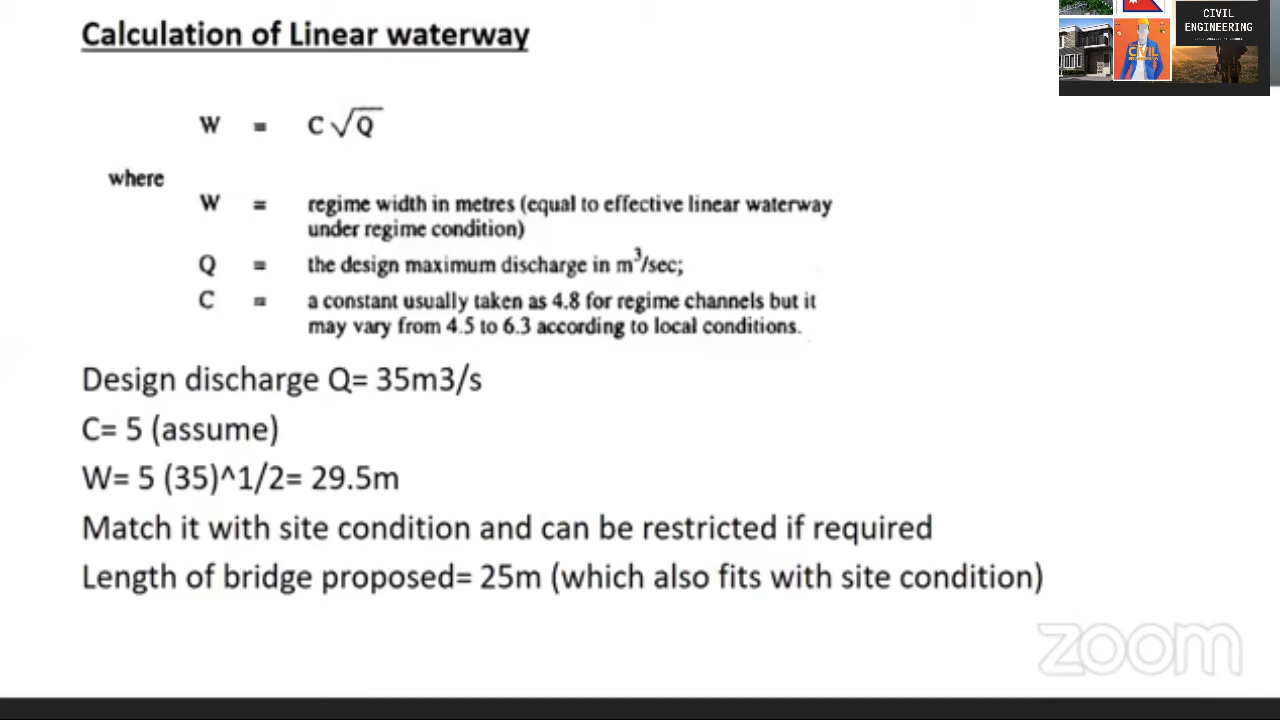 Calculation of Linear waterway
CIVIL
ENGINEERING
CIVIL
W = C√Q
where
W = regime width in metres (equal to effective linear waterway
under regime condition)
Q = the design maximum discharge in m³/sec;
C = a constant usually taken as 4.8 for regime channels but it
may vary from 4.5 to 6.3 according to local conditions.
Design discharge Q= 35m3/s
C= 5 (assume)
W= 5 (35)^1/2= 29.5m
Match it with site condition and can be restricted if required
Length of bridge proposed= 25m (which also fits with site condition)
zoom